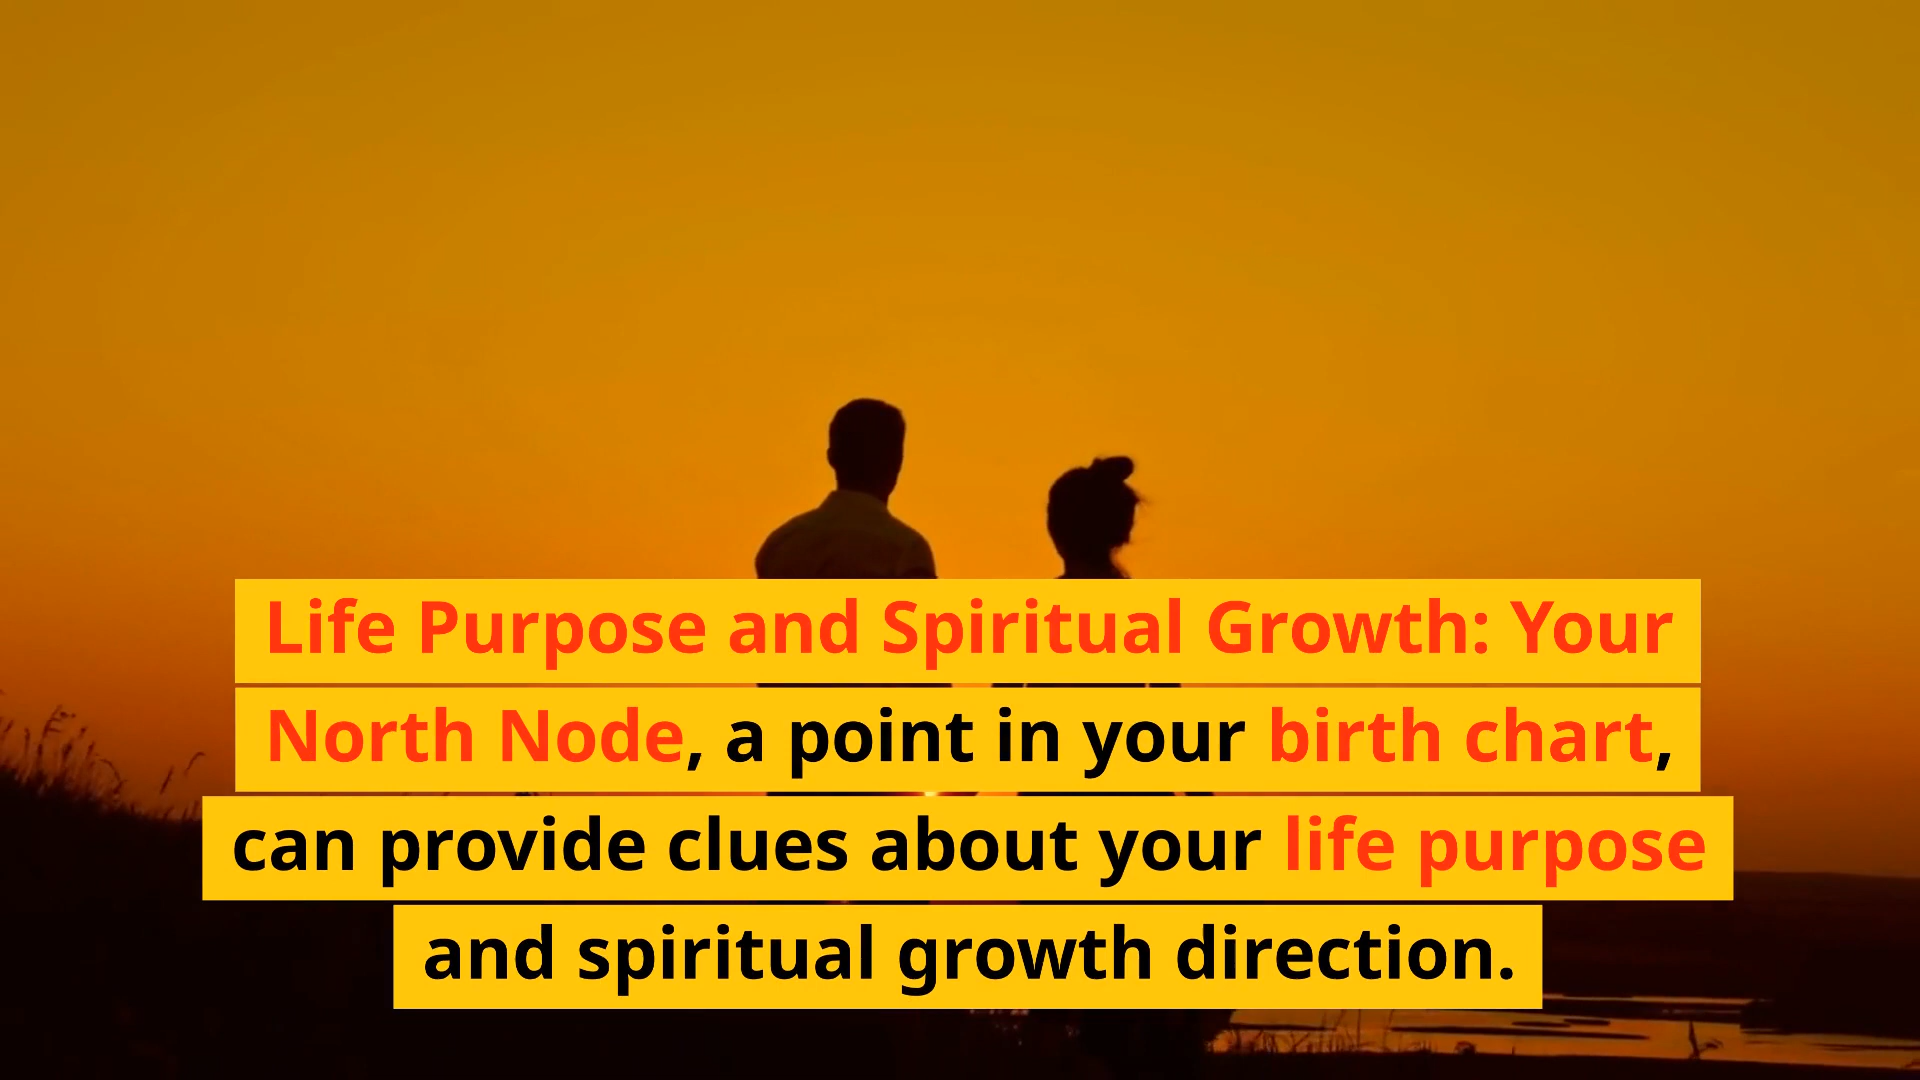 Life Purpose and Spiritual Growth: Your
North Node, a point in your birth chart,
can provide clues about your life purpose
and spiritual growth direction.